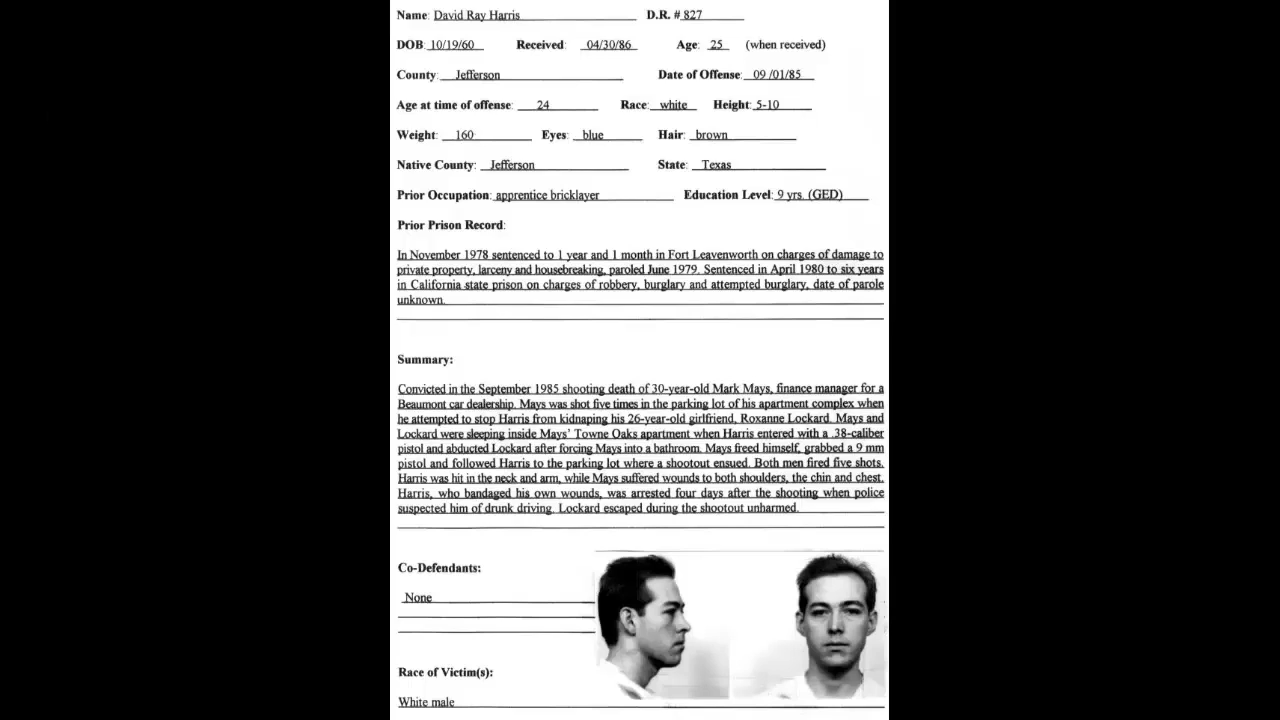 Name: David Ray Harris D.R. # 827
DOB: 10/19/60 Received: 04/30/86 Age: 25 (when received)
County: Jefferson Date of Offense: 09 /01/85
Age at time of offense: 24 Race: white Height: 5-10
Weight: 160 Eyes: blue Hair: brown
Native County: Jefferson State: Texas
Prior Occupation: apprentice bricklayer Education Level: 9 yrs. (GED)
Prior Prison Record:
In November 1978 sentenced to 1 year and 1 month in Fort Leavenworth on charges of damage to
private property, larceny and housebreaking, paroled June 1979. Sentenced in April 1980 to six years
in California state prison on charges of robbery, burglary and attempted burglary, date of parole
unknown.
Summary:
Convicted in the September 1985 shooting death of 30-year-old Mark Mays, finance manager for a
Beaumont car dealership. Mays was shot five times in the parking lot of his apartment complex when
he attempted to stop Harris from kidnaping his 26-year-old girlfriend, Roxanne Lockard. Mays and
Lockard were sleeping inside Mays' Towne Oaks apartment when Harris entered with a .38-caliber
pistol and abducted Lockard after forcing Mays into a bathroom. Mays freed himself, grabbed a 9 mm
pistol and followed Harris to the parking lot where a shootout ensued. Both men fired five shots.
Harris was hit in the neck and arm, while Mays suffered wounds to both shoulders, the chin and chest.
Harris, who bandaged his own wounds, was arrested four days after the shooting when police
suspected him of drunk driving. Lockard escaped during the shootout unharmed.
Co-Defendants:
None
Race of Victim(s):
White male